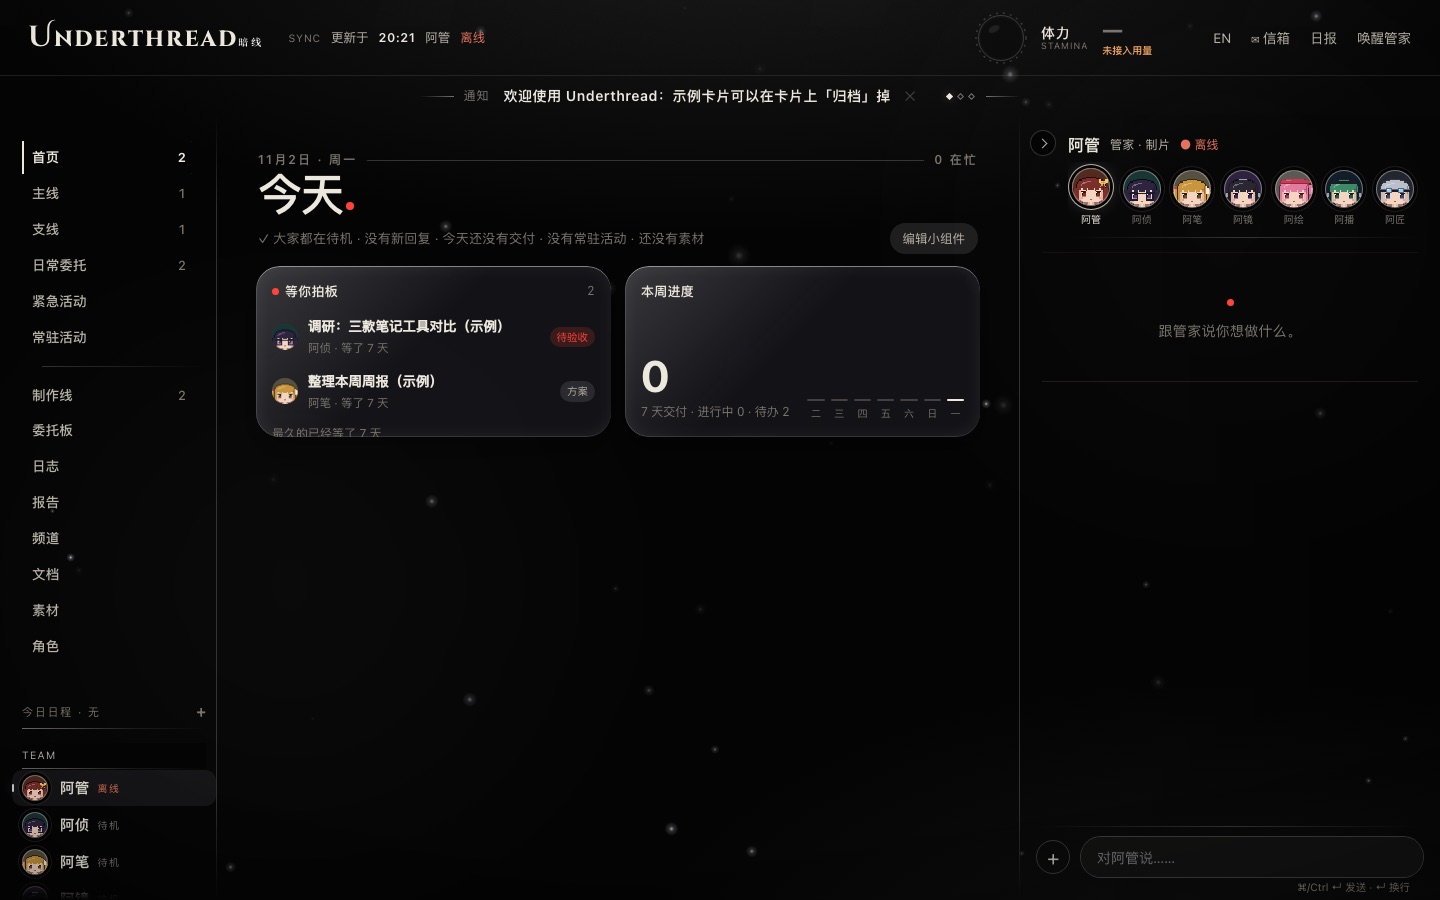 UNDERTHREAD暗线
SYNC 更新于 20:21 阿管 离线
体力
STAMINA
未接入用量
EN ✉信箱 日报 唤醒管家
通知 欢迎使用 Underthread：示例卡片可以在卡片上「归档」掉
首页 2
主线 1
支线 1
日常委托 2
紧急活动
常驻活动
制作线 2
委托板
日志
报告
频道
文档
素材
角色
今日日程 · 无 +
TEAM
阿管 离线
阿侦 待机
阿笔 待机
11月2日 · 周一
0 在忙
今天.
✓ 大家都在待机 · 没有新回复 · 今天还没有交付 · 没有常驻活动 · 还没有素材
编辑小组件
等你拍板 2
调研：三款笔记工具对比（示例）
阿侦 · 等了 7 天
待验收
整理本周周报（示例）
阿笔 · 等了 7 天
方案
最久的已经等了 7 天
本周进度
0
7 天交付 · 进行中 0 · 待办 2
二 三 四 五 六 日 一
阿管 管家 · 制片 离线
阿管 阿侦 阿笔 阿镜 阿绘 阿播 阿匠
跟管家说你想做什么。
对阿管说……
⌘/Ctrl ↵ 发送 · ↵ 换行